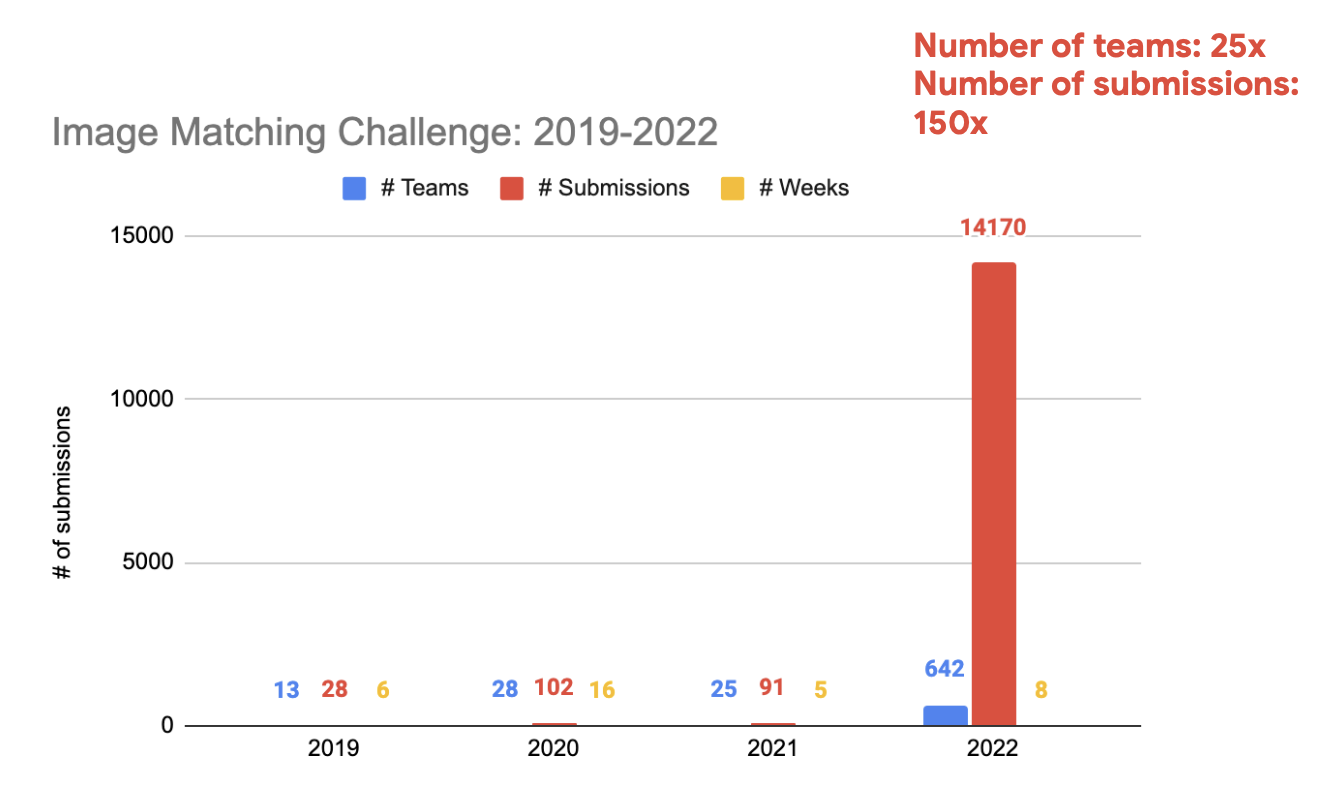 Number of teams: 25x
Number of submissions:
150x
Image Matching Challenge: 2019-2022
# Teams # Submissions # Weeks
15000
14170
10000
# of submissions
5000
642
13 28 6 28 102 16 25 91 5 8
0
2019 2020 2021 2022